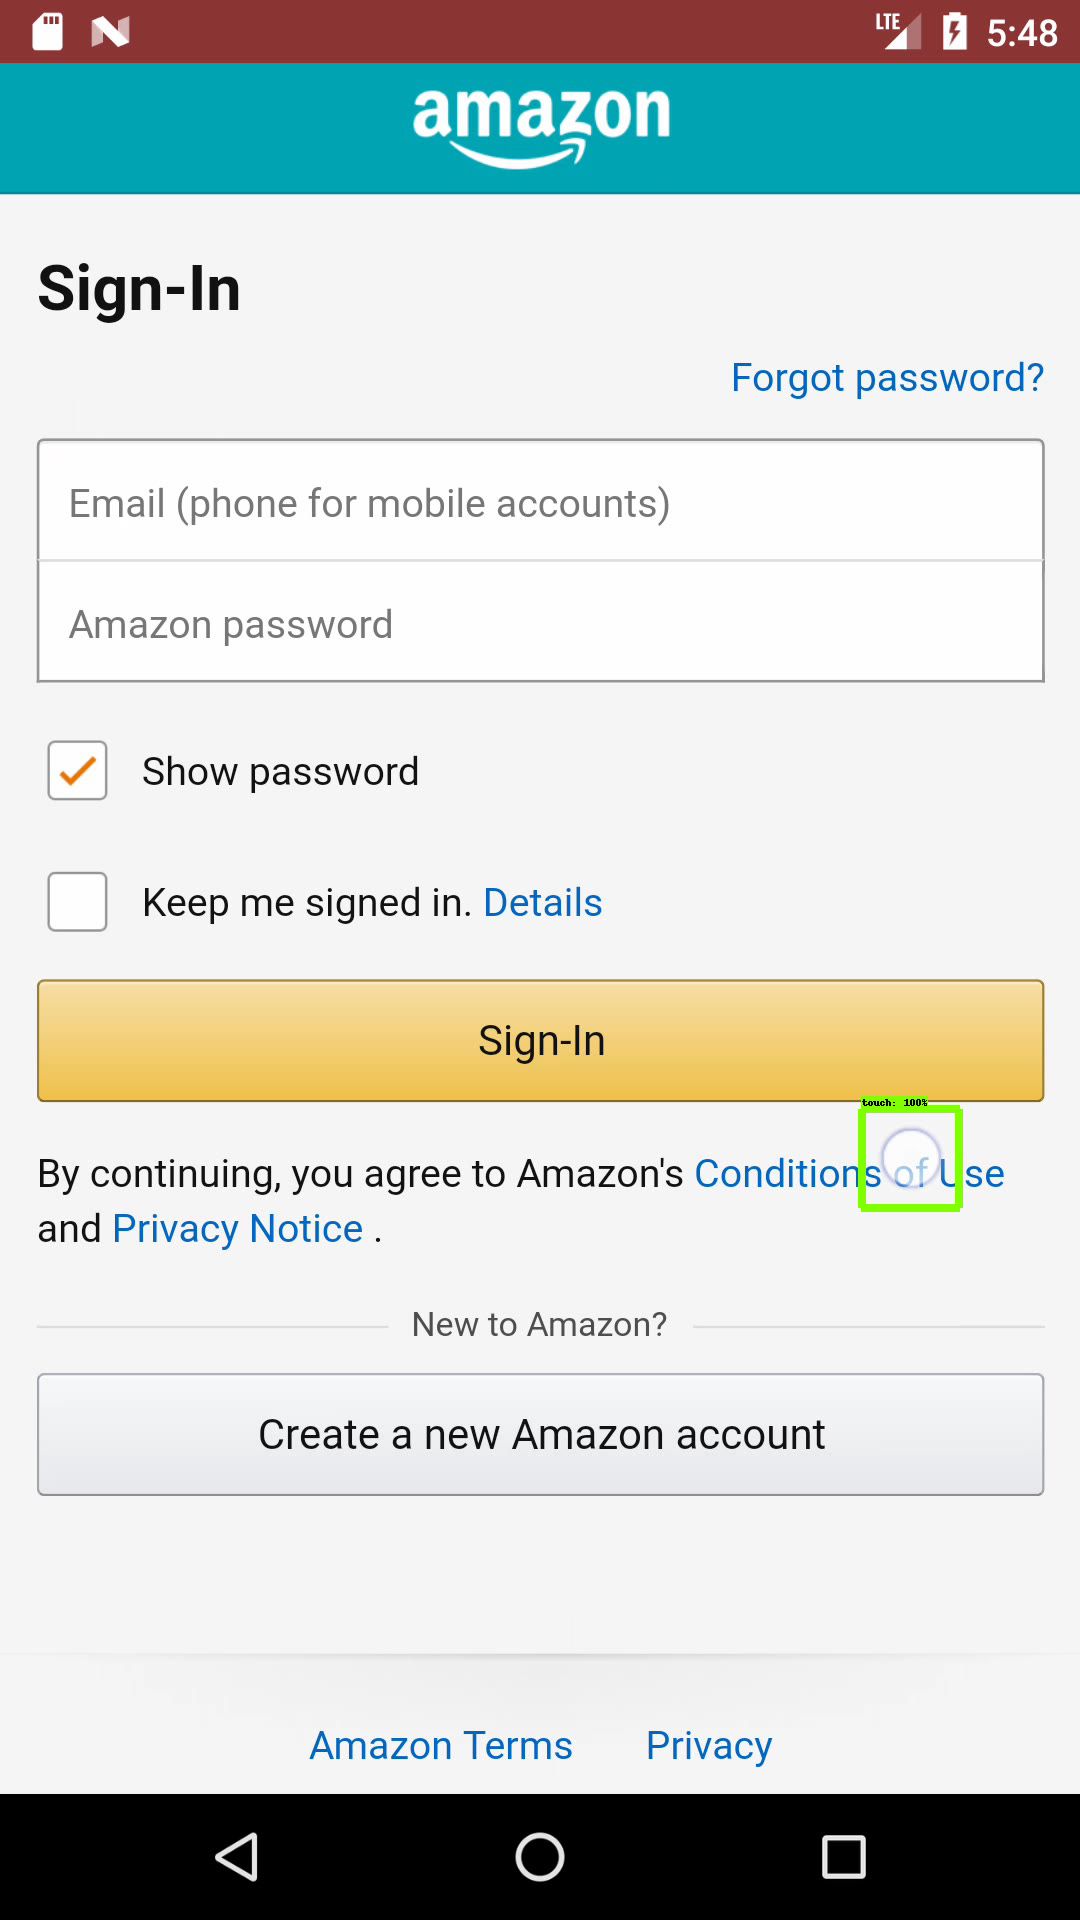 LTE 5:48
amazon
Sign-In
Forgot password?
Email (phone for mobile accounts)
Amazon password
Show password
Keep me signed in. Details
Sign-In
touch: 100%
By continuing, you agree to Amazon's Conditions of Use
and Privacy Notice .
New to Amazon?
Create a new Amazon account
Amazon Terms Privacy